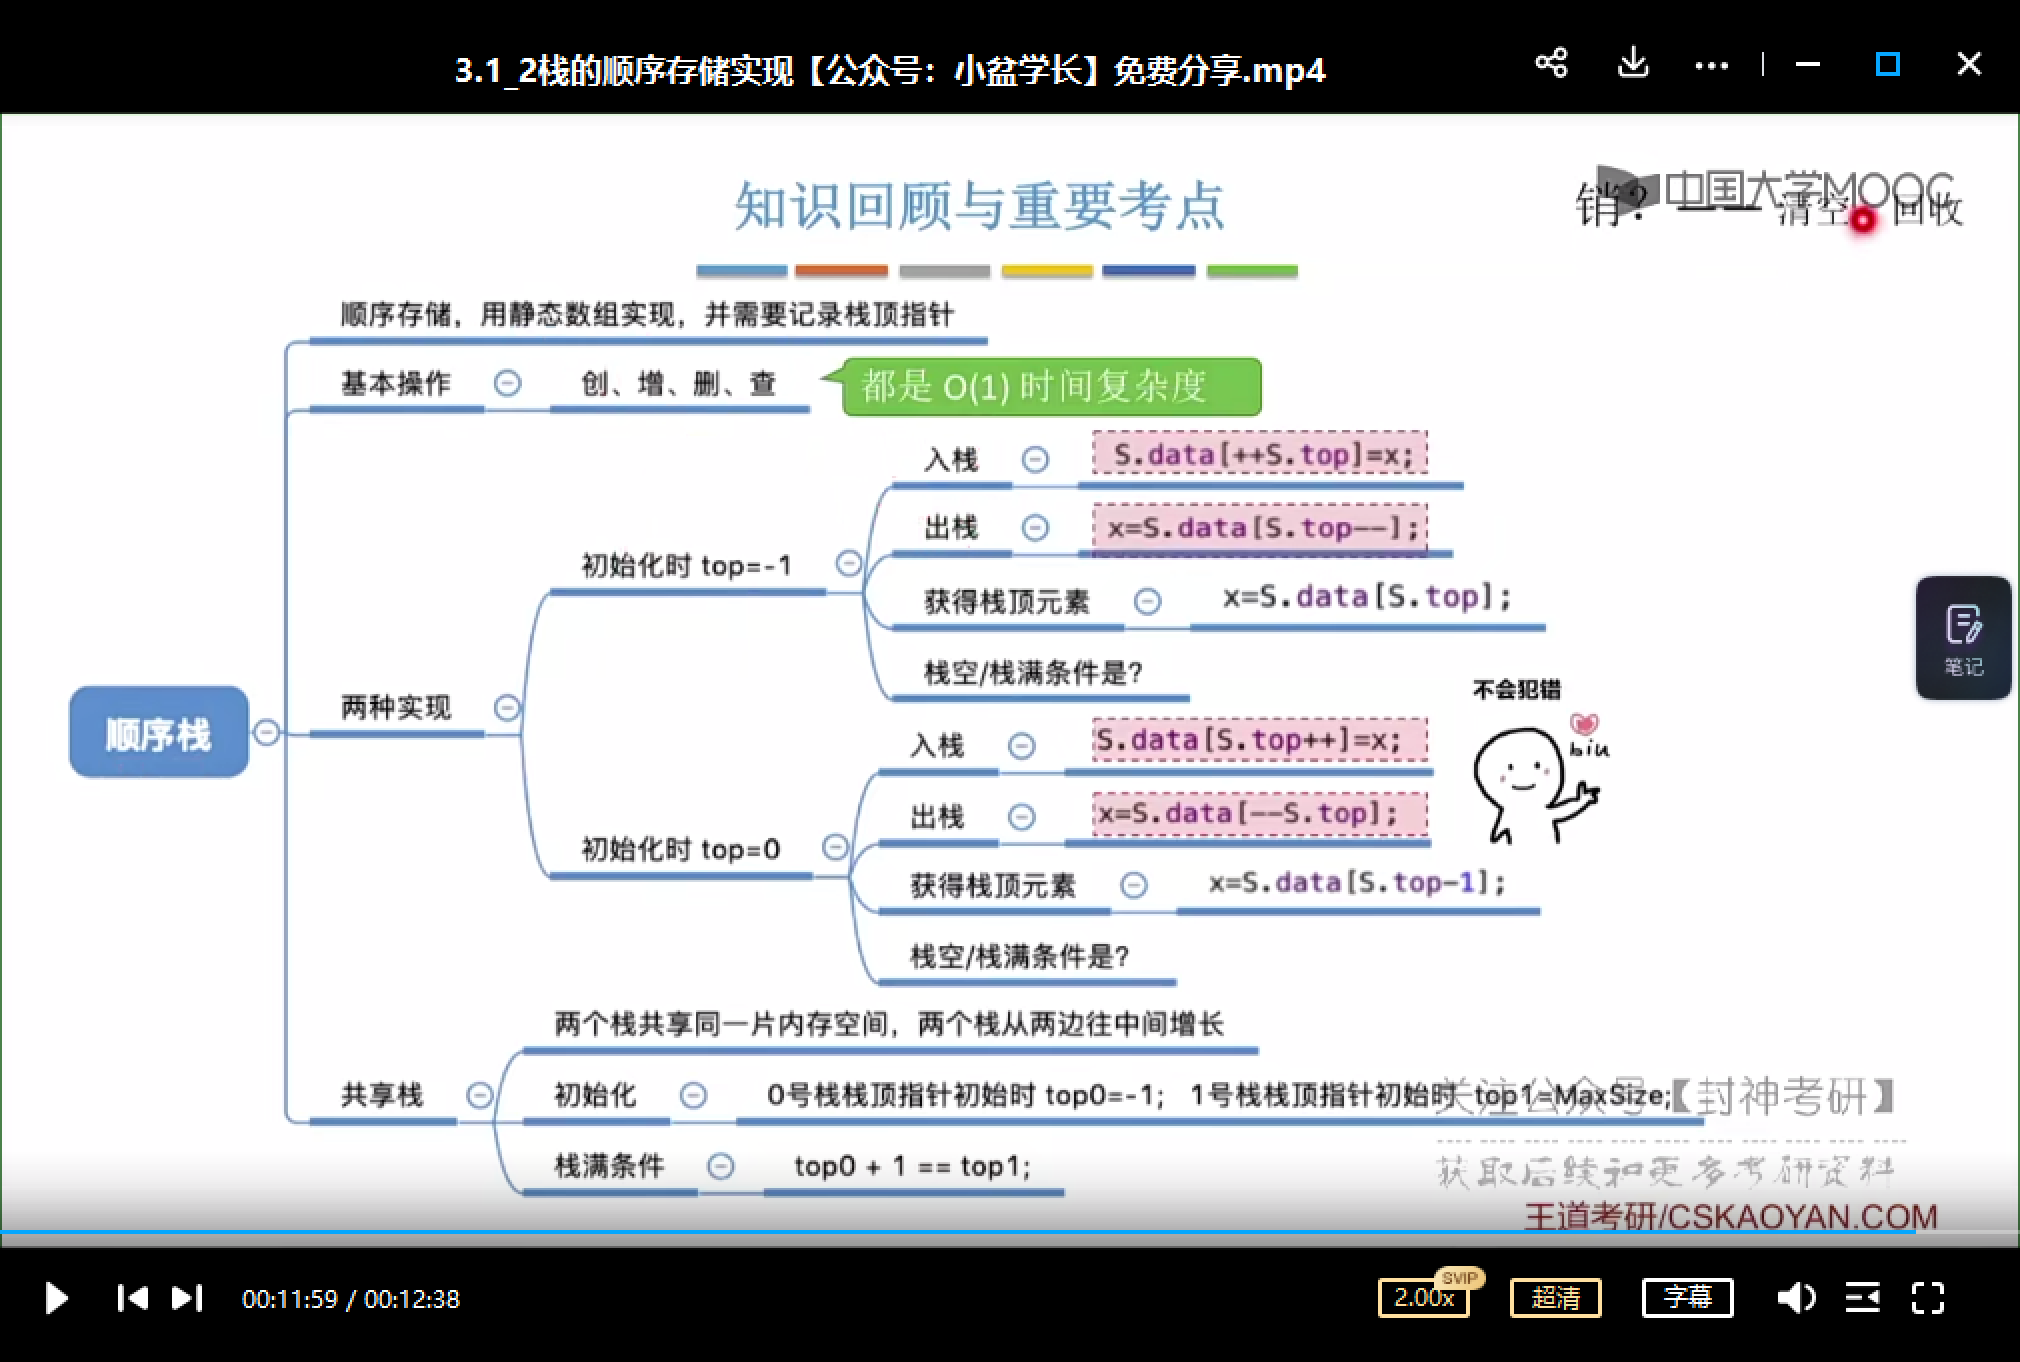 3.1_2栈的顺序存储实现【公众号：小盆学长】免费分享.mp4
知识回顾与重要考点
中国大学MOOC
销？——清空 回收
顺序存储，用静态数组实现，并需要记录栈顶指针
基本操作 创、增、删、查 都是 O(1) 时间复杂度
入栈 S.data[++S.top]=x;
出栈 x=S.data[S.top--];
初始化时 top=-1
获得栈顶元素 x=S.data[S.top];
栈空/栈满条件是？
笔记
两种实现
顺序栈
不会犯错
biu
入栈 S.data[S.top++]=x;
出栈 x=S.data[--S.top];
初始化时 top=0
获得栈顶元素 x=S.data[S.top-1];
栈空/栈满条件是？
两个栈共享同一片内存空间，两个栈从两边往中间增长
共享栈 初始化 0号栈栈顶指针初始时 top0=-1； 1号栈栈顶指针初始时 top1=MaxSize;
关注公众号【封神考研】
栈满条件 top0 + 1 == top1;
获取后续和更多考研资料
王道考研/CSKAOYAN.COM
00:11:59 / 00:12:38
2.00x SVIP 超清 字幕